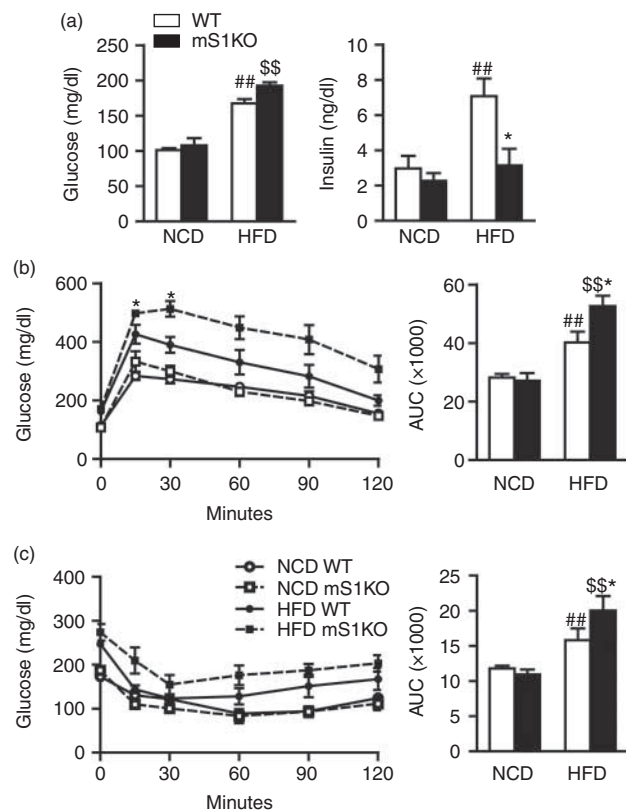 (a)
WT
mS1KO
Glucose (mg/dl)
200
150
100
50
0
##
$$
NCD
HFD
Insulin (ng/dl)
10
8
6
4
2
0
##
*
NCD
HFD
(b)
Glucose (mg/dl)
600
400
200
0
*
*
0
30
60
90
120
Minutes
AUC (×1000)
60
40
20
0
##
$$*
NCD
HFD
(c)
NCD WT
NCD mS1KO
HFD WT
HFD mS1KO
Glucose (mg/dl)
400
300
200
100
0
0
30
60
90
120
Minutes
AUC (×1000)
25
20
15
10
5
0
##
$$*
NCD
HFD